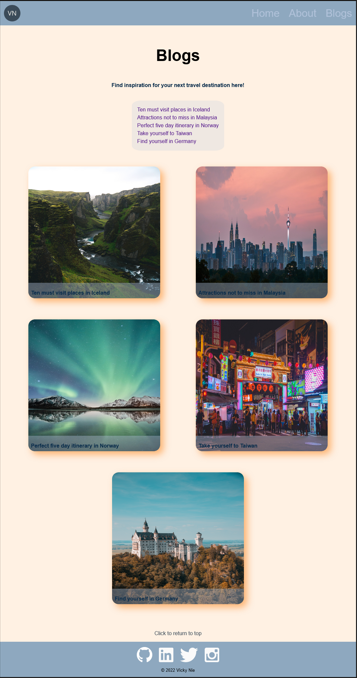 VN
Home About Blogs
Blogs
Find inspiration for your next travel destination here!
Ten must visit places in Iceland
Attractions not to miss in Malaysia
Perfect five day itinerary in Norway
Take yourself to Taiwan
Find yourself in Germany
Ten must visit places in Iceland
Attractions not to miss in Malaysia
Perfect five day itinerary in Norway
Take yourself to Taiwan
Find yourself in Germany
Click to return to top
© 2022 Vicky Nia